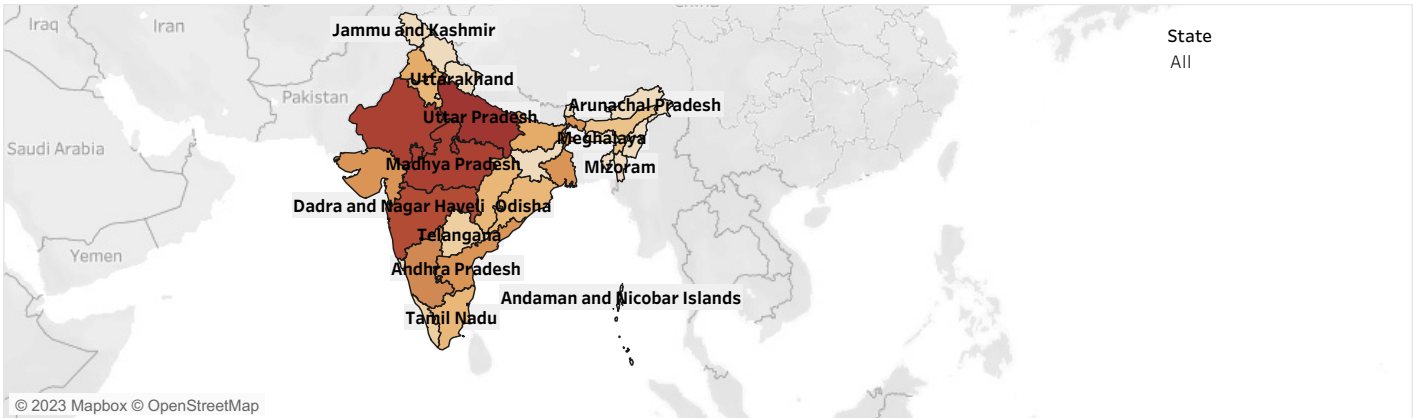 China
Iraq
Iran
Jammu and Kashmir
State
All
Uttarakhand
Pakistan
Arunachal Pradesh
Uttar Pradesh
Meghalaya
Saudi Arabia
Madhya Pradesh
Mizoram
Dadra and Nagar Haveli
Odisha
Telangana
Yemen
Andhra Pradesh
Andaman and Nicobar Islands
Tamil Nadu
© 2023 Mapbox © OpenStreetMap